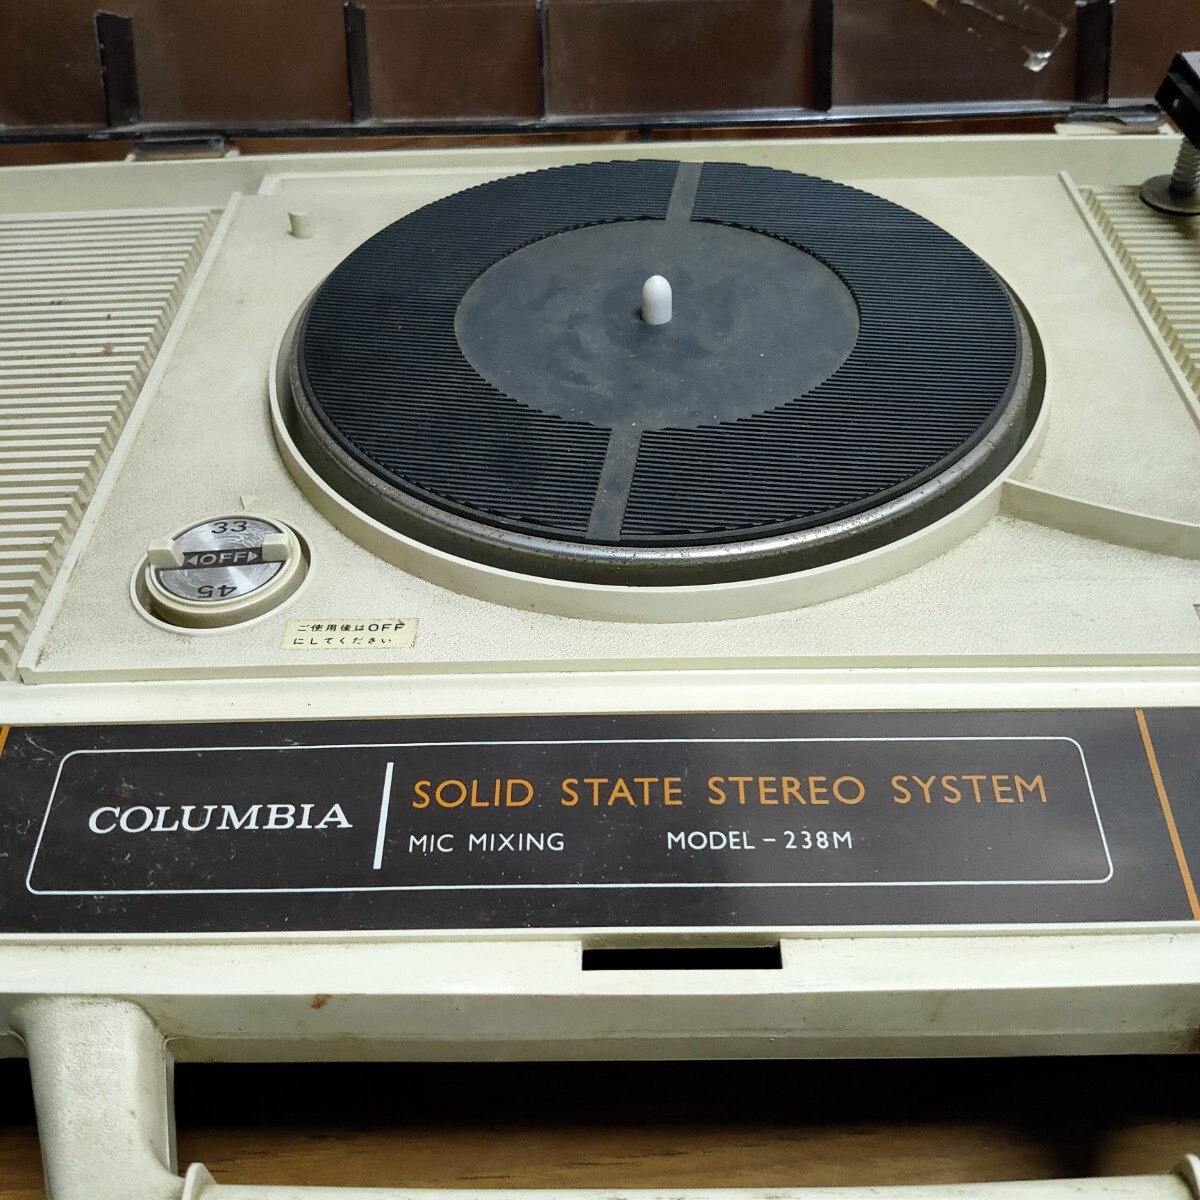 33
◀OFF▶
45
ご使用後はOFF
にしてください
COLUMBIA
SOLID STATE STEREO SYSTEM
MIC MIXING MODEL-238M